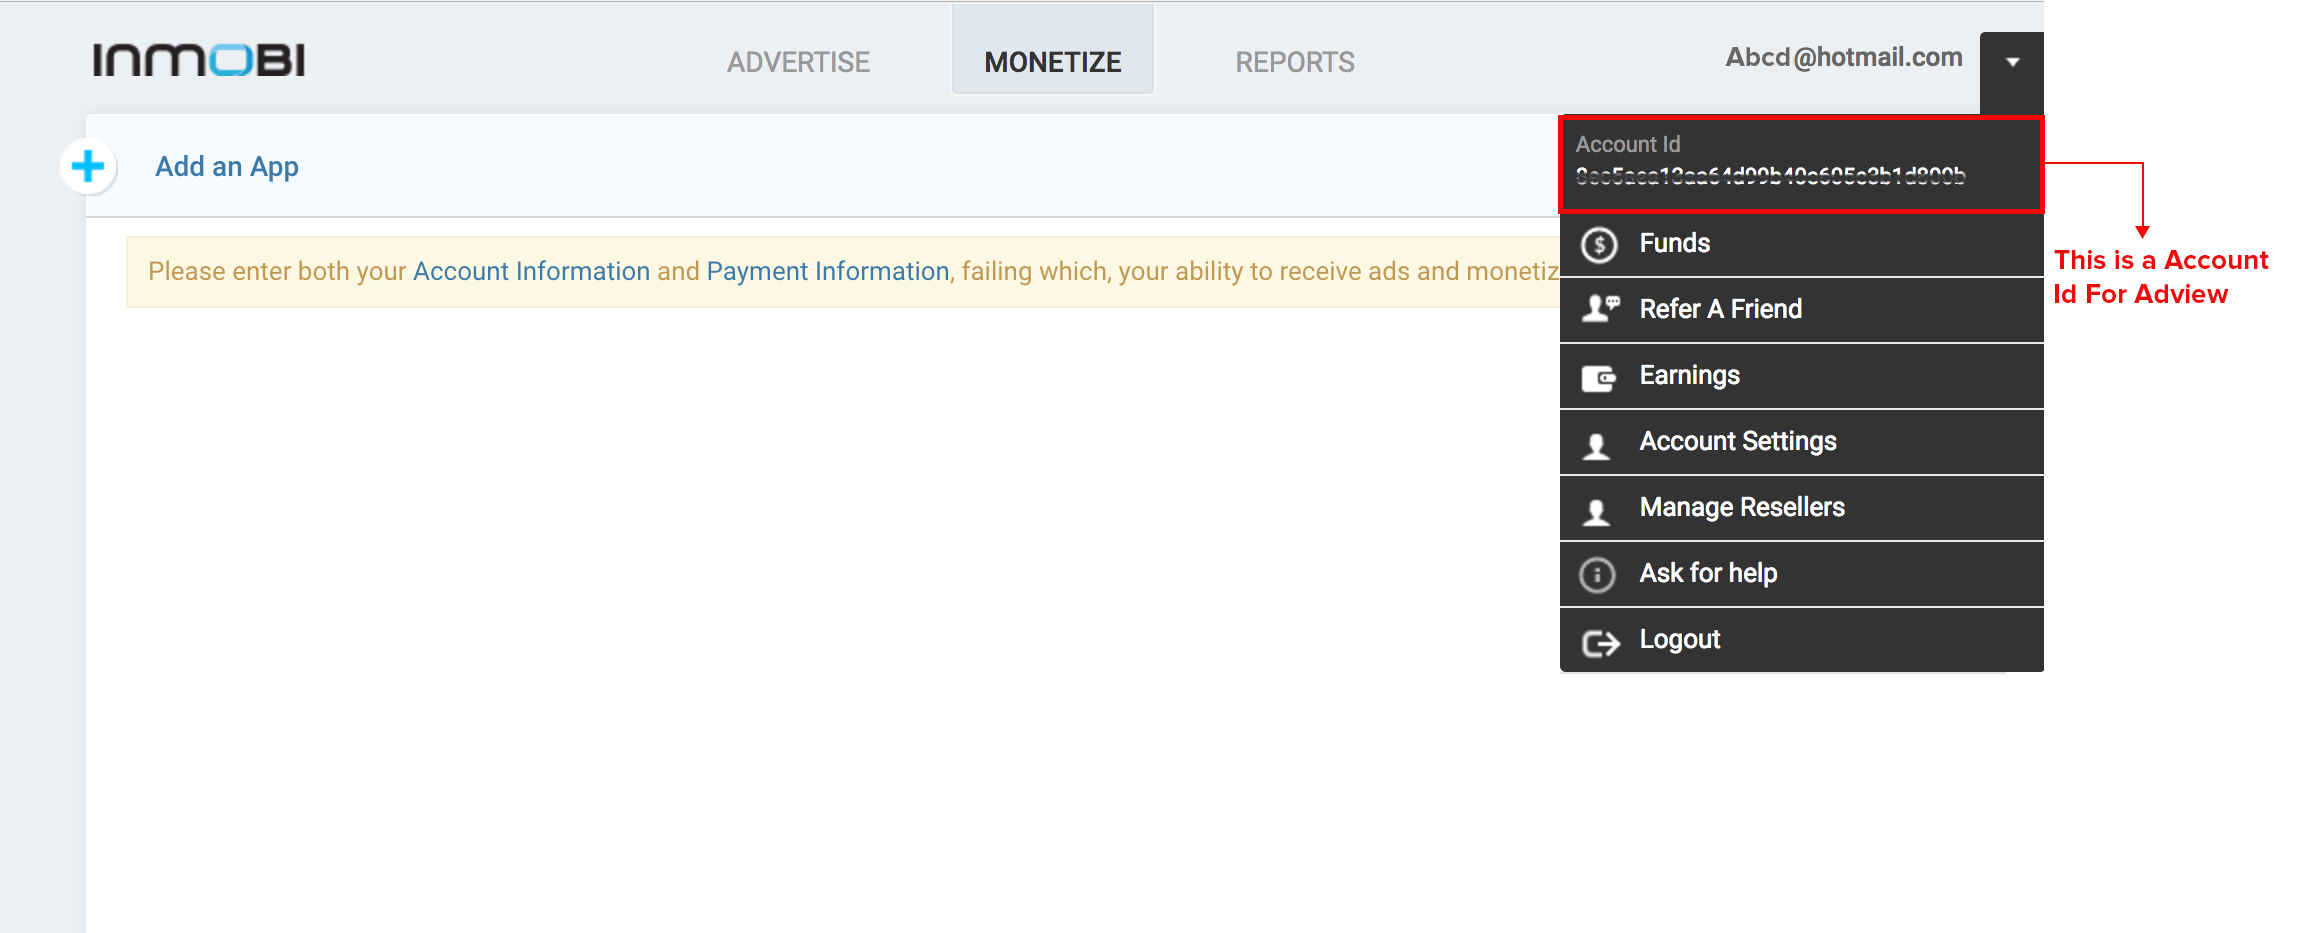 INMOBI
ADVERTISE
MONETIZE
REPORTS
Abcd@hotmail.com
Add an App
Account Id
Please enter both your Account Information and Payment Information, failing which, your ability to receive ads and monetiz
Funds
Refer A Friend
Earnings
Account Settings
Manage Resellers
Ask for help
Logout
This is a Account
Id For Adview